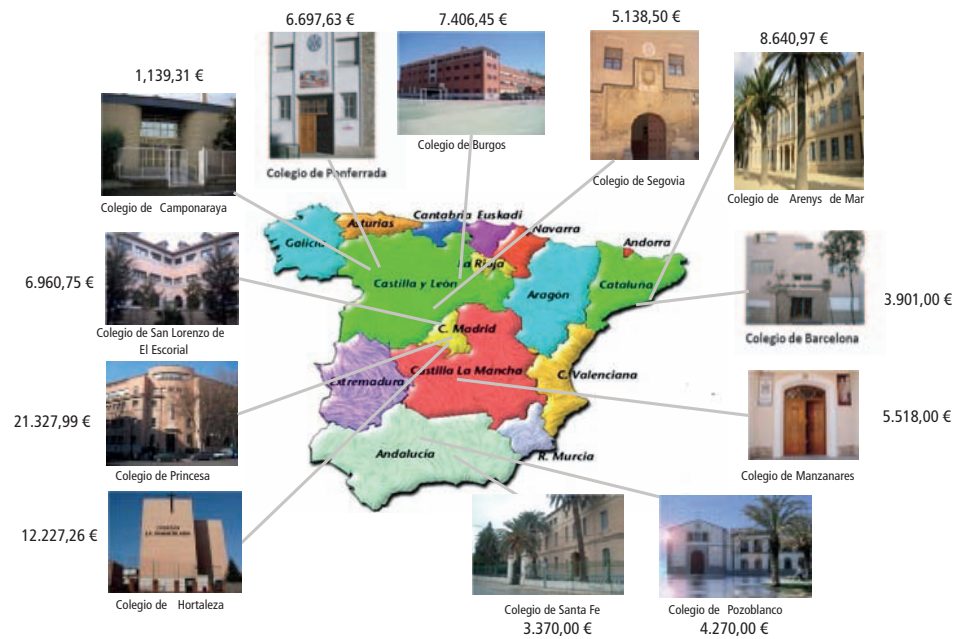 6.697,63 €
7.406,45 €
5.138,50 €
8.640,97 €
1,139,31 €
Colegio de Camponaraya
Colegio de Ponferrada
Colegio de Burgos
Colegio de Segovia
Colegio de Arenys de Mar
6.960,75 €
Colegio de San Lorenzo de
El Escorial
Galicia
Asturias
Cantabria
Euskadi
Navarra
La Rioja
Andorra
Castilla y León
Aragón
Cataluña
C. Madrid
Castilla La Mancha
C. Valenciana
Extremadura
Andalucía
R. Murcia
3.901,00 €
Colegio de Barcelona
21.327,99 €
Colegio de Princesa
5.518,00 €
Colegio de Manzanares
12.227,26 €
Colegio de Hortaleza
Colegio de Santa Fe
3.370,00 €
Colegio de Pozoblanco
4.270,00 €